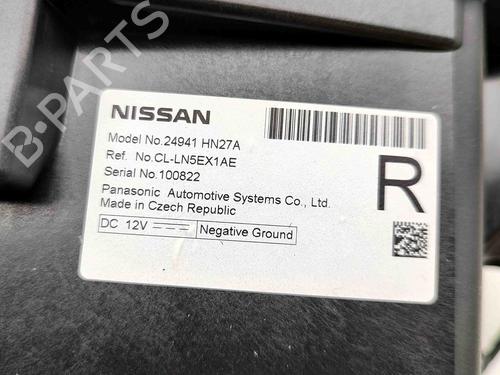 B-PARTS
NISSAN
Model No.24941 HN27A
Ref. No.CL-LN5EX1AE
Serial No.100822
Panasonic Automotive Systems Co., Ltd.
Made in Czech Republic
DC 12V Negative Ground
R